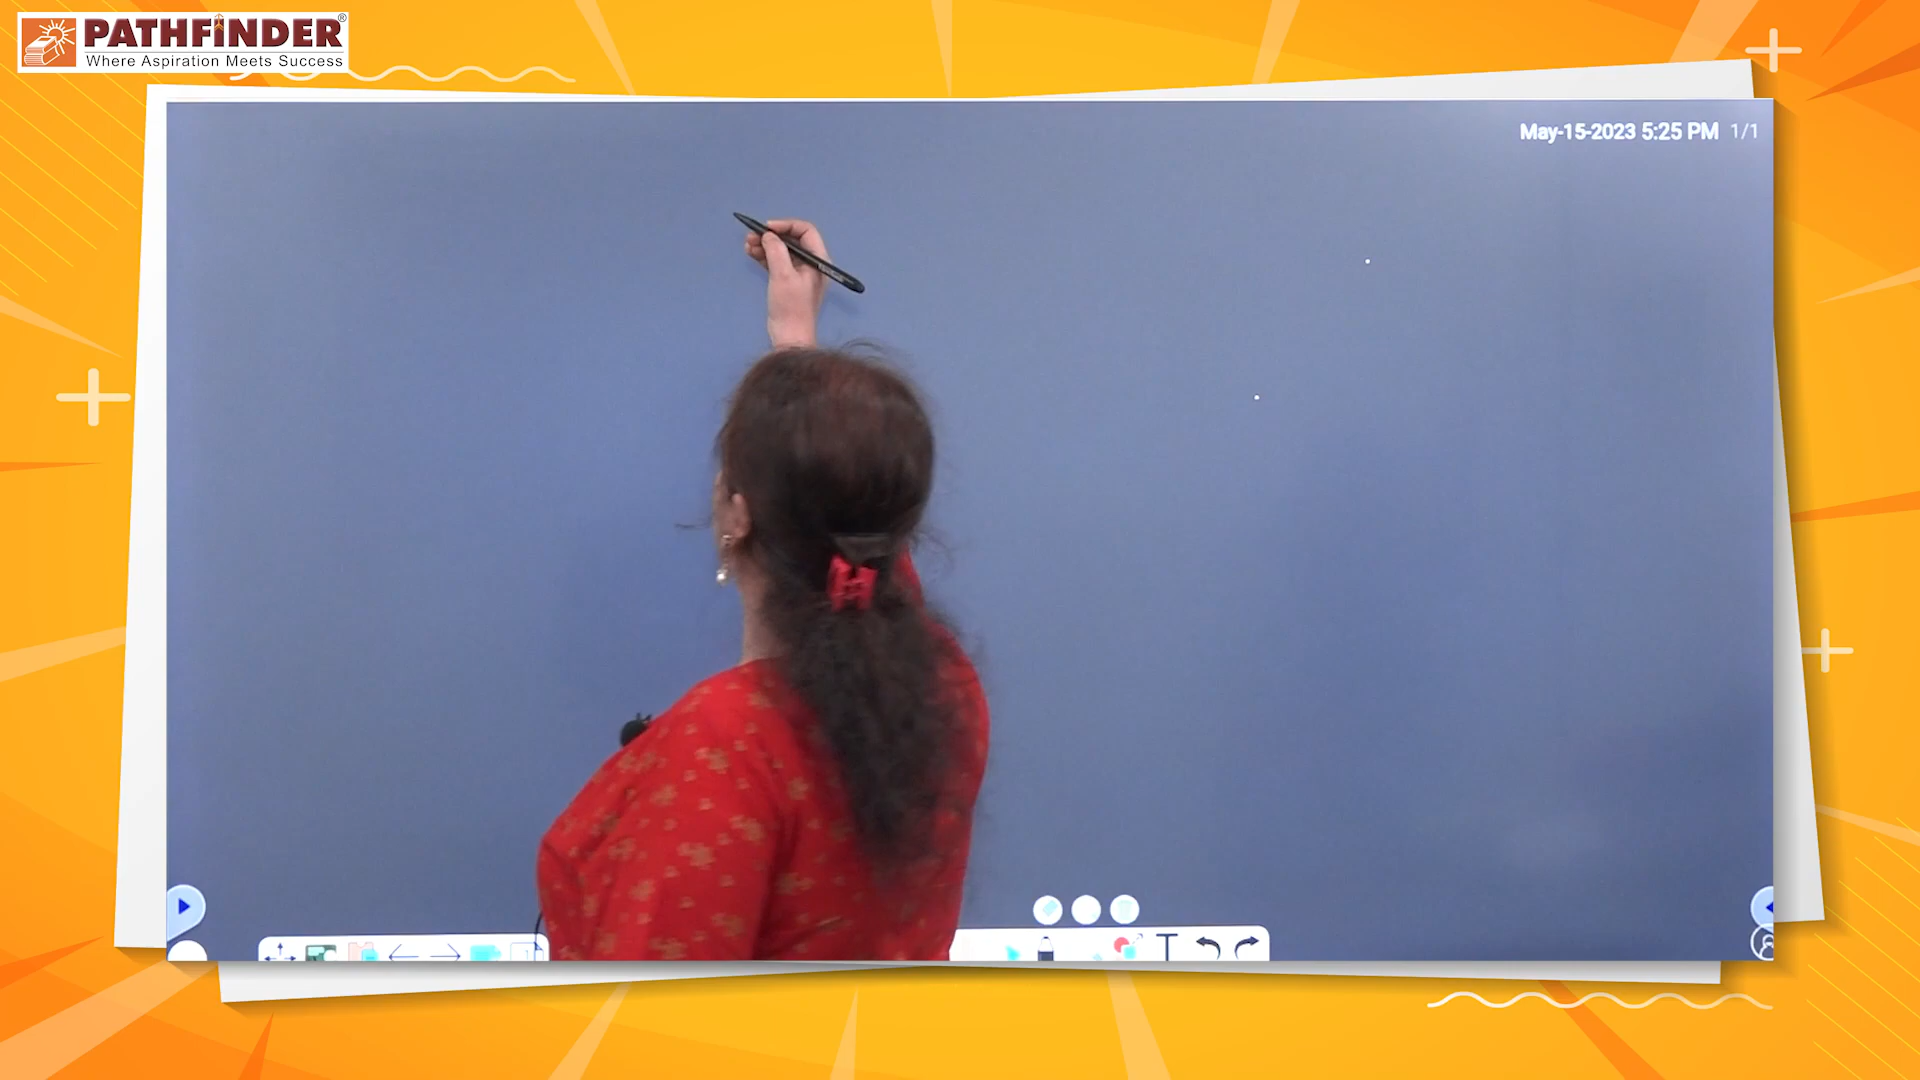 PATHFINDER®
Where Aspiration Meets Success
May-15-2023 5:25 PM 1/1